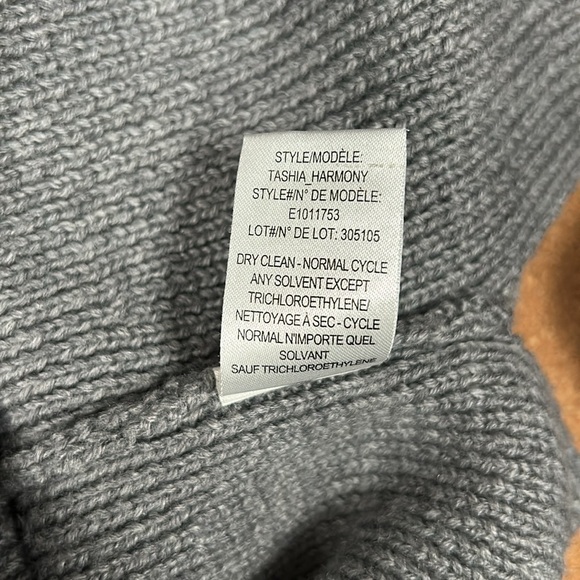 STYLE/MODÈLE:
TASHIA_HARMONY
STYLE#/N° DE MODÈLE:
E1011753
LOT#/N° DE LOT: 305105
DRY CLEAN - NORMAL CYCLE
ANY SOLVENT EXCEPT
TRICHLOROETHYLENE/
NETTOYAGE À SEC - CYCLE
NORMAL N'IMPORTE QUEL
SOLVANT
SAUF TRICHLOROETHYLENE